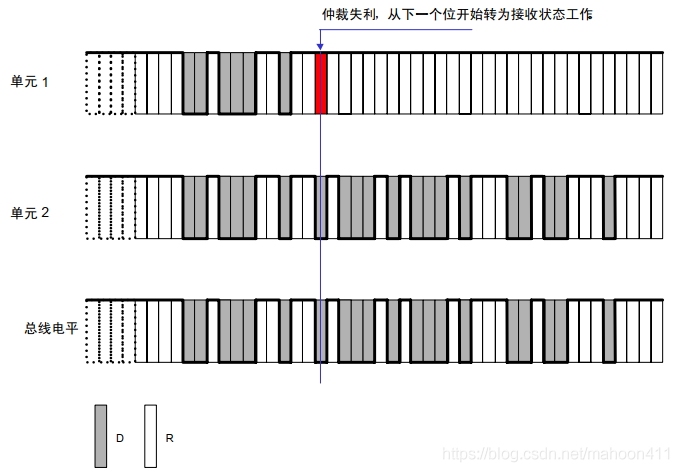 仲裁失利，从下一个位开始转为接收状态工作
单元 1
单元 2
总线电平
D
R
https://blog.csdn.net/mahoon411